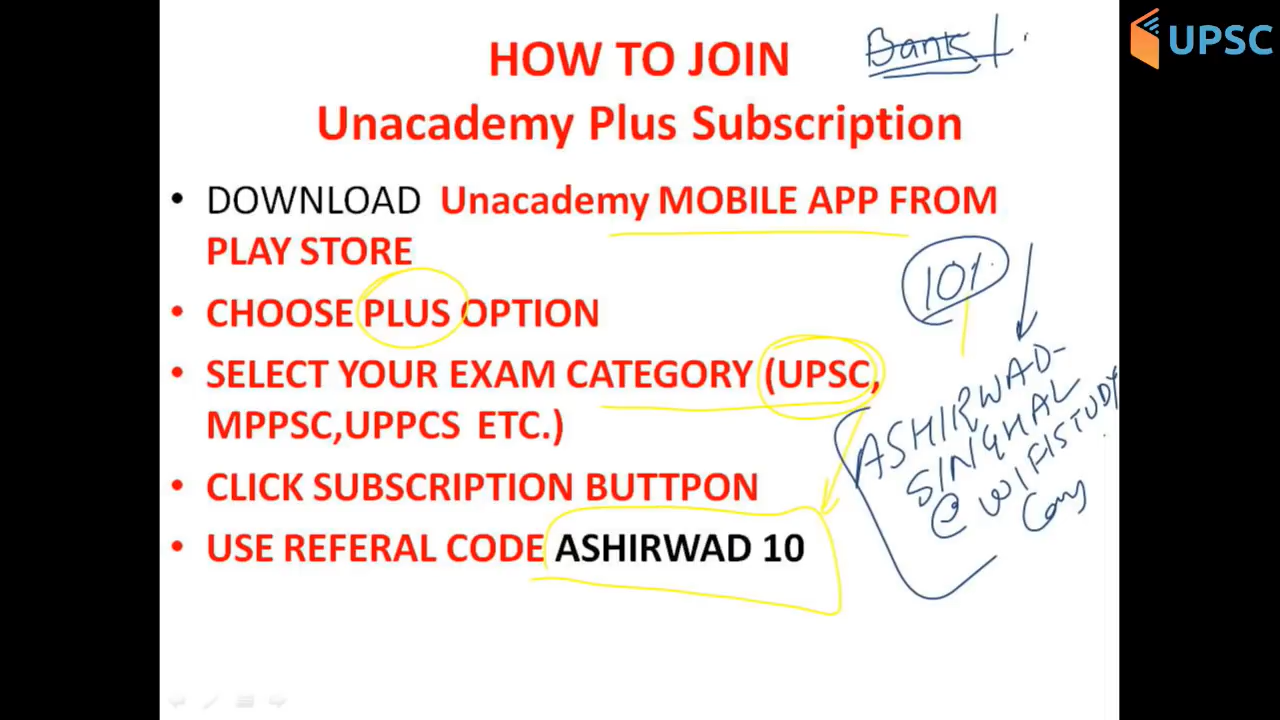 HOW TO JOIN
Bank
UPSC
Unacademy Plus Subscription
• DOWNLOAD Unacademy MOBILE APP FROM
PLAY STORE
• CHOOSE PLUS OPTION
10%
• SELECT YOUR EXAM CATEGORY (UPSC,
MPPSC,UPPCS ETC.)
• CLICK SUBSCRIPTION BUTTPON
• USE REFERAL CODE ASHIRWAD 10
ASHIRWAD-
SINGHAL
@WIFISTUDY